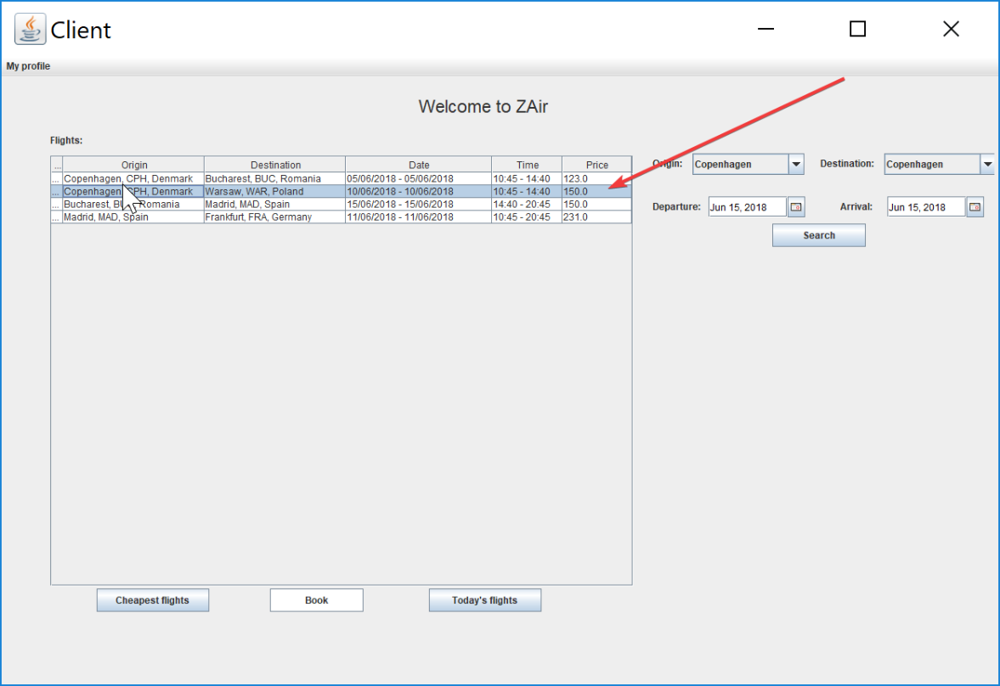 Client
My profile
Welcome to ZAir
Flights:
... Origin Destination Date Time Price
... Copenhagen, CPH, Denmark Bucharest, BUC, Romania 05/06/2018 - 05/06/2018 10:45 - 14:40 123.0
... Copenhagen, CPH, Denmark Warsaw, WAR, Poland 10/06/2018 - 10/06/2018 10:45 - 14:40 150.0
... Bucharest, BUC, Romania Madrid, MAD, Spain 15/06/2018 - 15/06/2018 14:40 - 20:45 150.0
... Madrid, MAD, Spain Frankfurt, FRA, Germany 11/06/2018 - 11/06/2018 10:45 - 20:45 231.0
Origin: Copenhagen Destination: Copenhagen
Departure: Jun 15, 2018 Arrival: Jun 15, 2018
Search
Cheapest flights Book Today's flights